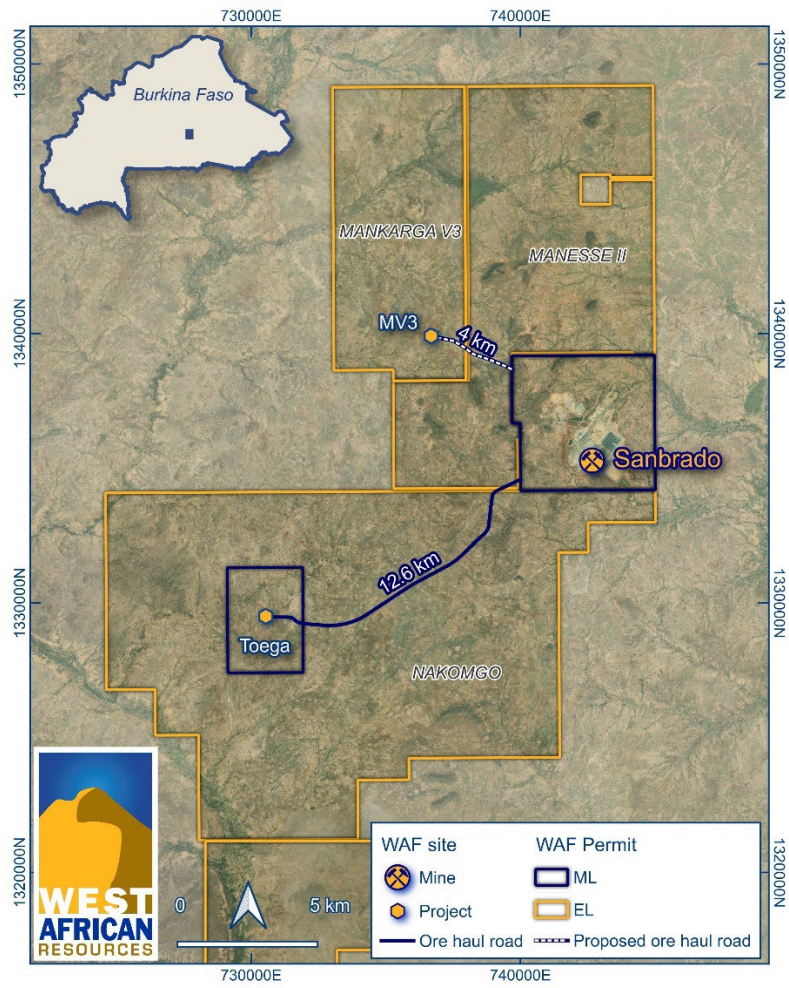 730000E
740000E
1350000N
1350000N
Burkina Faso
MANKARGA V3
MANESSE II
MV3
4 km
1340000N
1340000N
Sanbrado
12.6 km
1330000N
1330000N
Toega
NAKOMGO
WAF site
WAF Permit
Mine
ML
Project
EL
Ore haul road
Proposed ore haul road
1320000N
1320000N
WEST
AFRICAN
RESOURCES
0
5 km
730000E
740000E